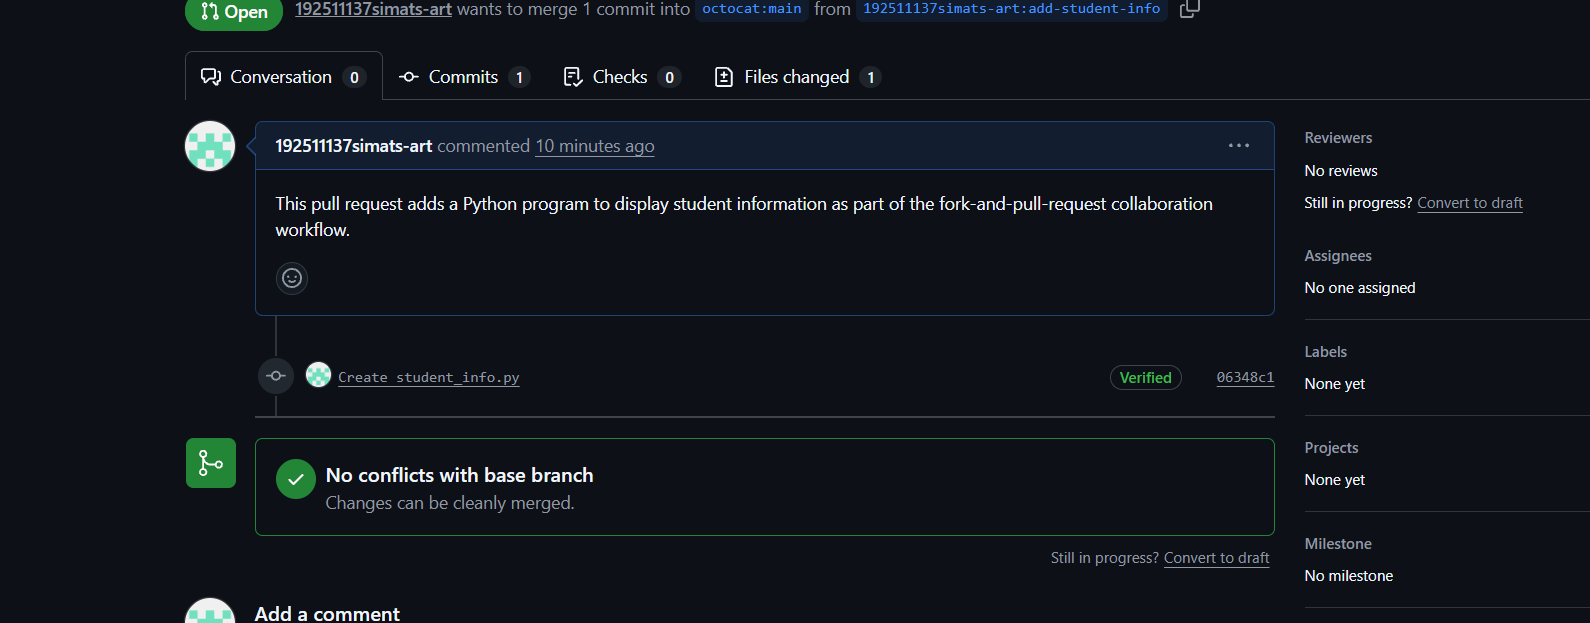 Open 192511137simats-art wants to merge 1 commit into octocat:main from 192511137simats-art:add-student-info
Conversation 0 Commits 1 Checks 0 Files changed 1
192511137simats-art commented 10 minutes ago
This pull request adds a Python program to display student information as part of the fork-and-pull-request collaboration
workflow.
Create student_info.py Verified 06348c1
No conflicts with base branch
Changes can be cleanly merged.
Still in progress? Convert to draft
Add a comment
Reviewers
No reviews
Still in progress? Convert to draft
Assignees
No one assigned
Labels
None yet
Projects
None yet
Milestone
No milestone